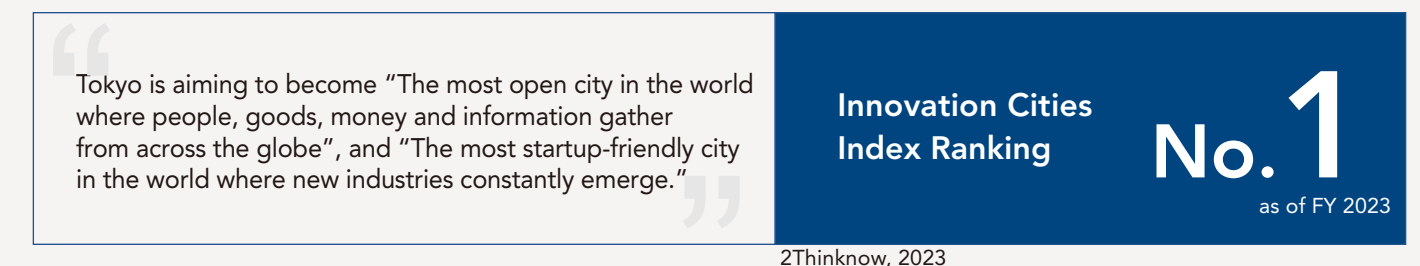 Tokyo is aiming to become “The most open city in the world
where people, goods, money and information gather
from across the globe”, and “The most startup-friendly city
in the world where new industries constantly emerge.”
Innovation Cities
Index Ranking
No.1
as of FY 2023
2Thinknow, 2023